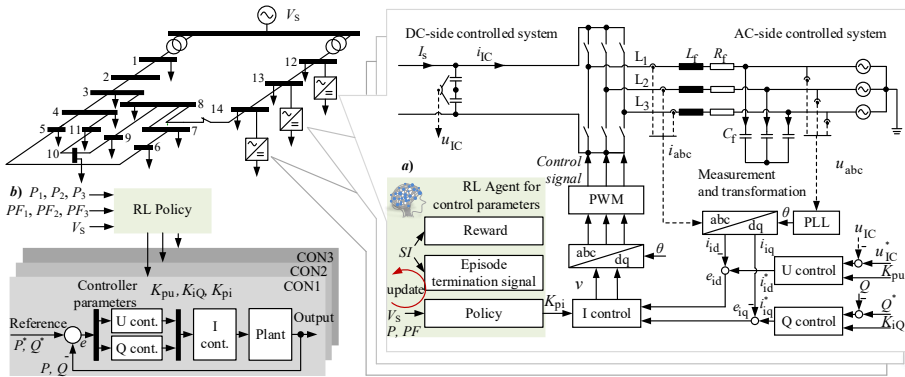 V_S
1
2
3
4
5
6
7
8
9
10
11
12
13
14
b)
P_1, P_2, P_3
PF_1, PF_2, PF_3
V_S
RL Policy
CON3
CON2
CON1
Controller parameters
K_pu, K_iQ, K_pi
Reference
P*, Q*
e
P, Q
-
U cont.
Q cont.
I cont.
Plant
Output
DC-side controlled system
AC-side controlled system
I_s
i_IC
u_IC
L_1
L_2
L_3
L_f
R_f
C_f
i_abc
u_abc
Control signal
PWM
abc
dq
θ
v
I control
Measurement and transformation
abc
dq
θ
PLL
i_id
i_iq
e_id
i*_id
e_iq
-
i*_iq
U control
Q control
u_IC
-
u*_IC
K_pu
Q
-
Q*
K_iQ
a)
RL Agent for control parameters
Reward
SI
Episode termination signal
update
V_S
P, PF
Policy
K_pi